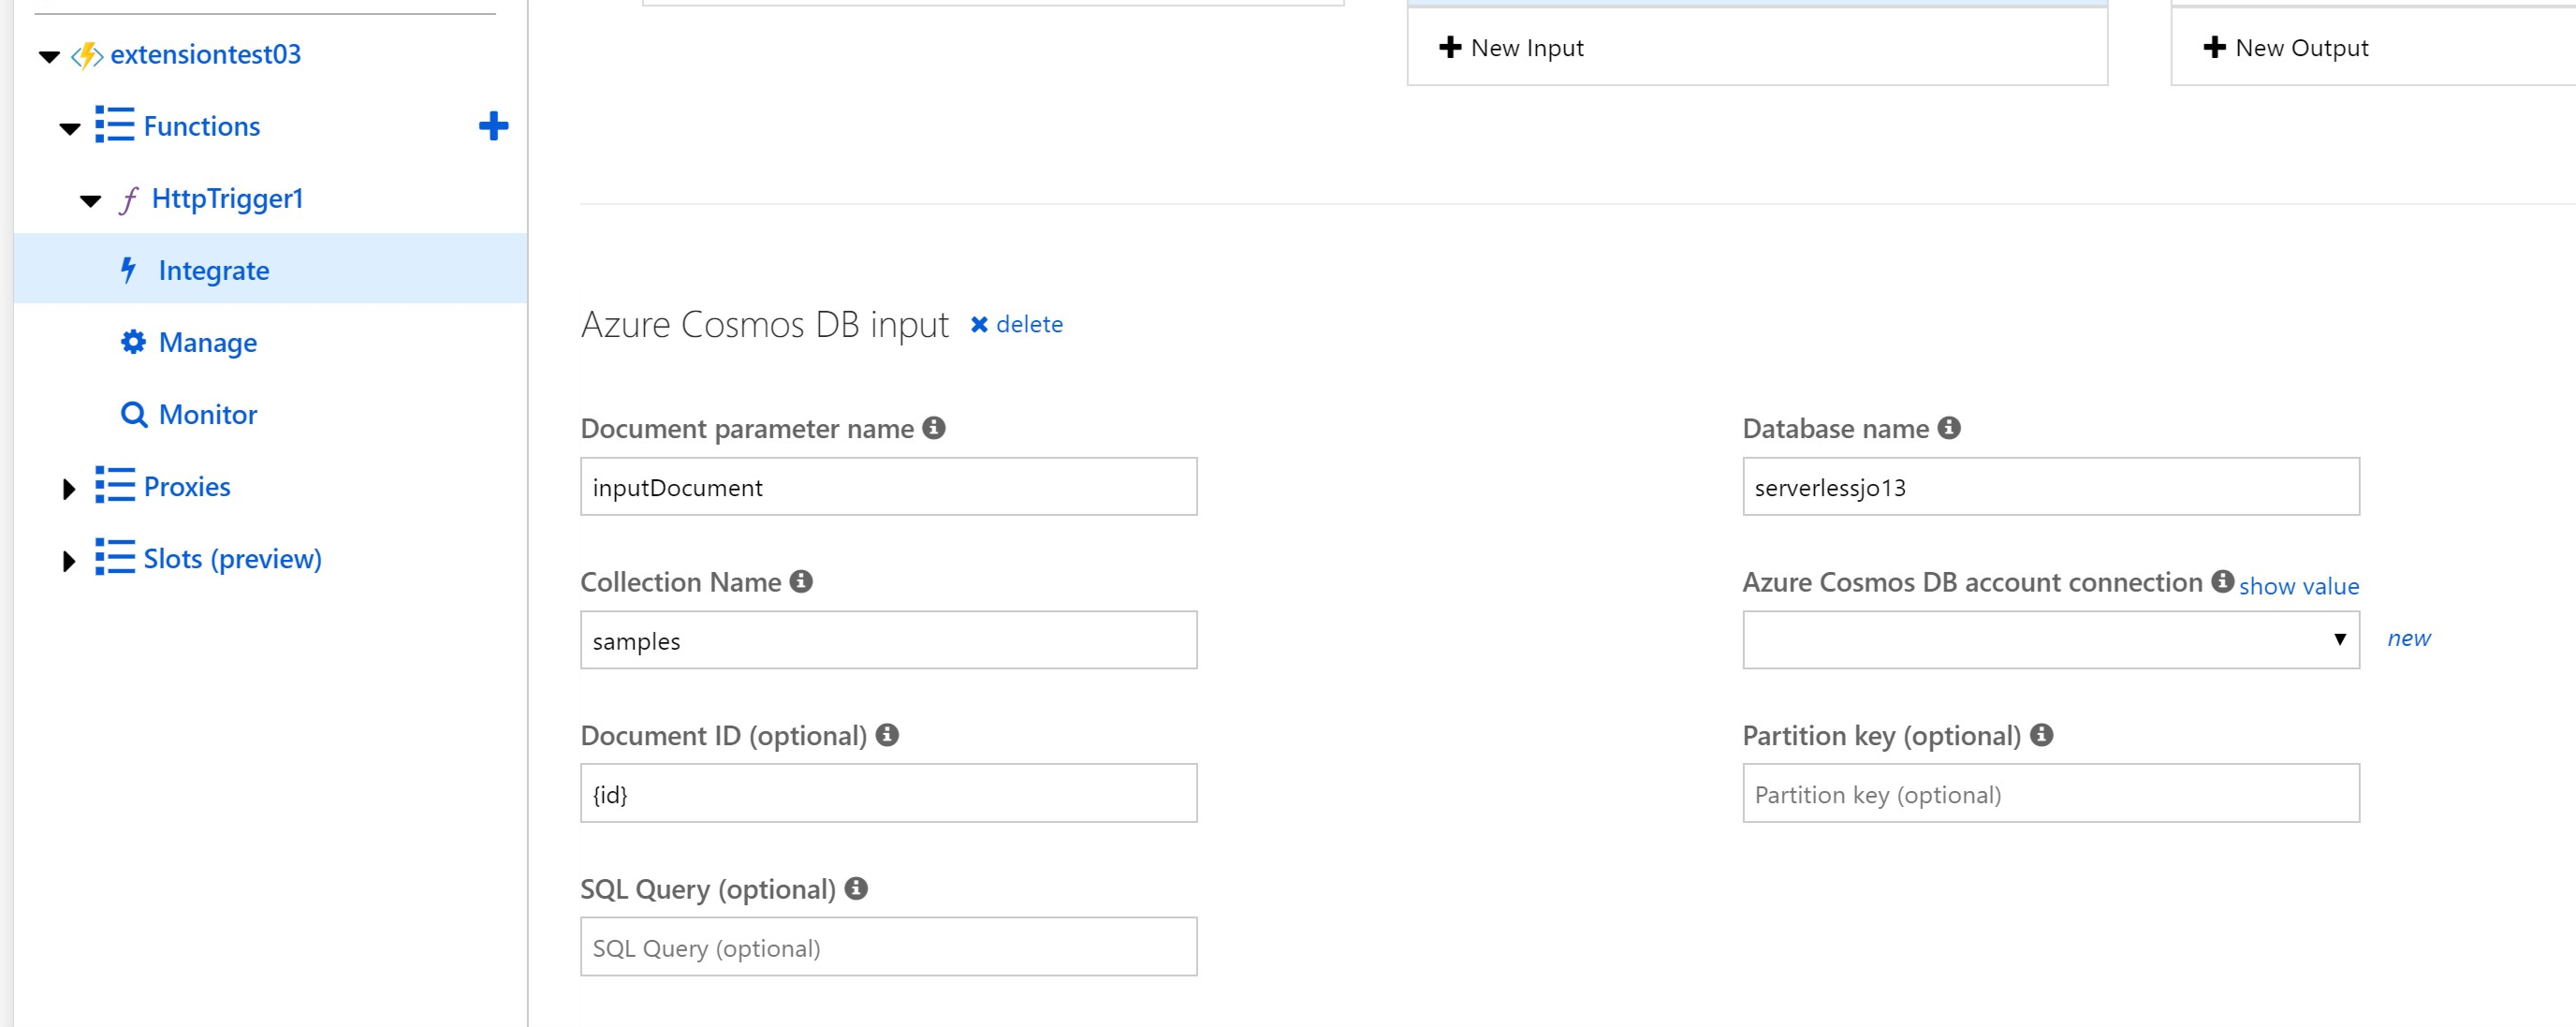 extensiontest03
Functions
HttpTrigger1
Integrate
Manage
Monitor
Proxies
Slots (preview)
New Input
New Output
Azure Cosmos DB input delete
Document parameter name
inputDocument
Database name
serverlessjo13
Collection Name
samples
Azure Cosmos DB account connection show value
new
Document ID (optional)
{id}
Partition key (optional)
Partition key (optional)
SQL Query (optional)
SQL Query (optional)